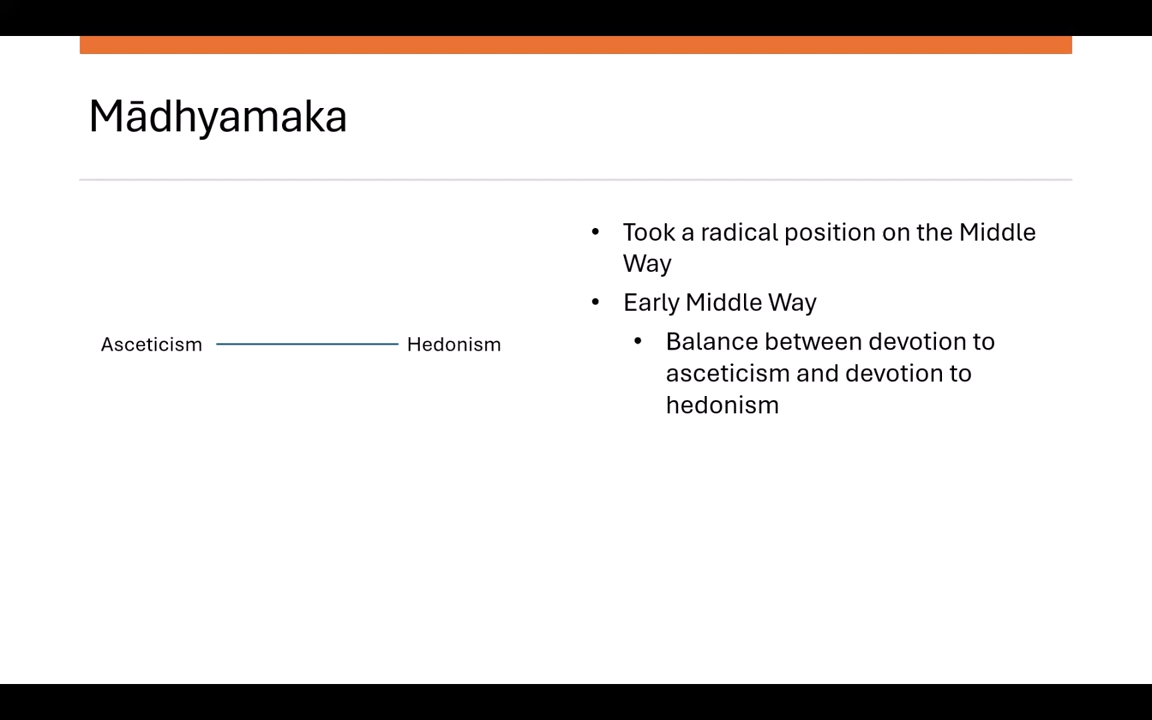 Mādhyamaka
Asceticism
Hedonism
• Took a radical position on the Middle
Way
• Early Middle Way
• Balance between devotion to
asceticism and devotion to
hedonism